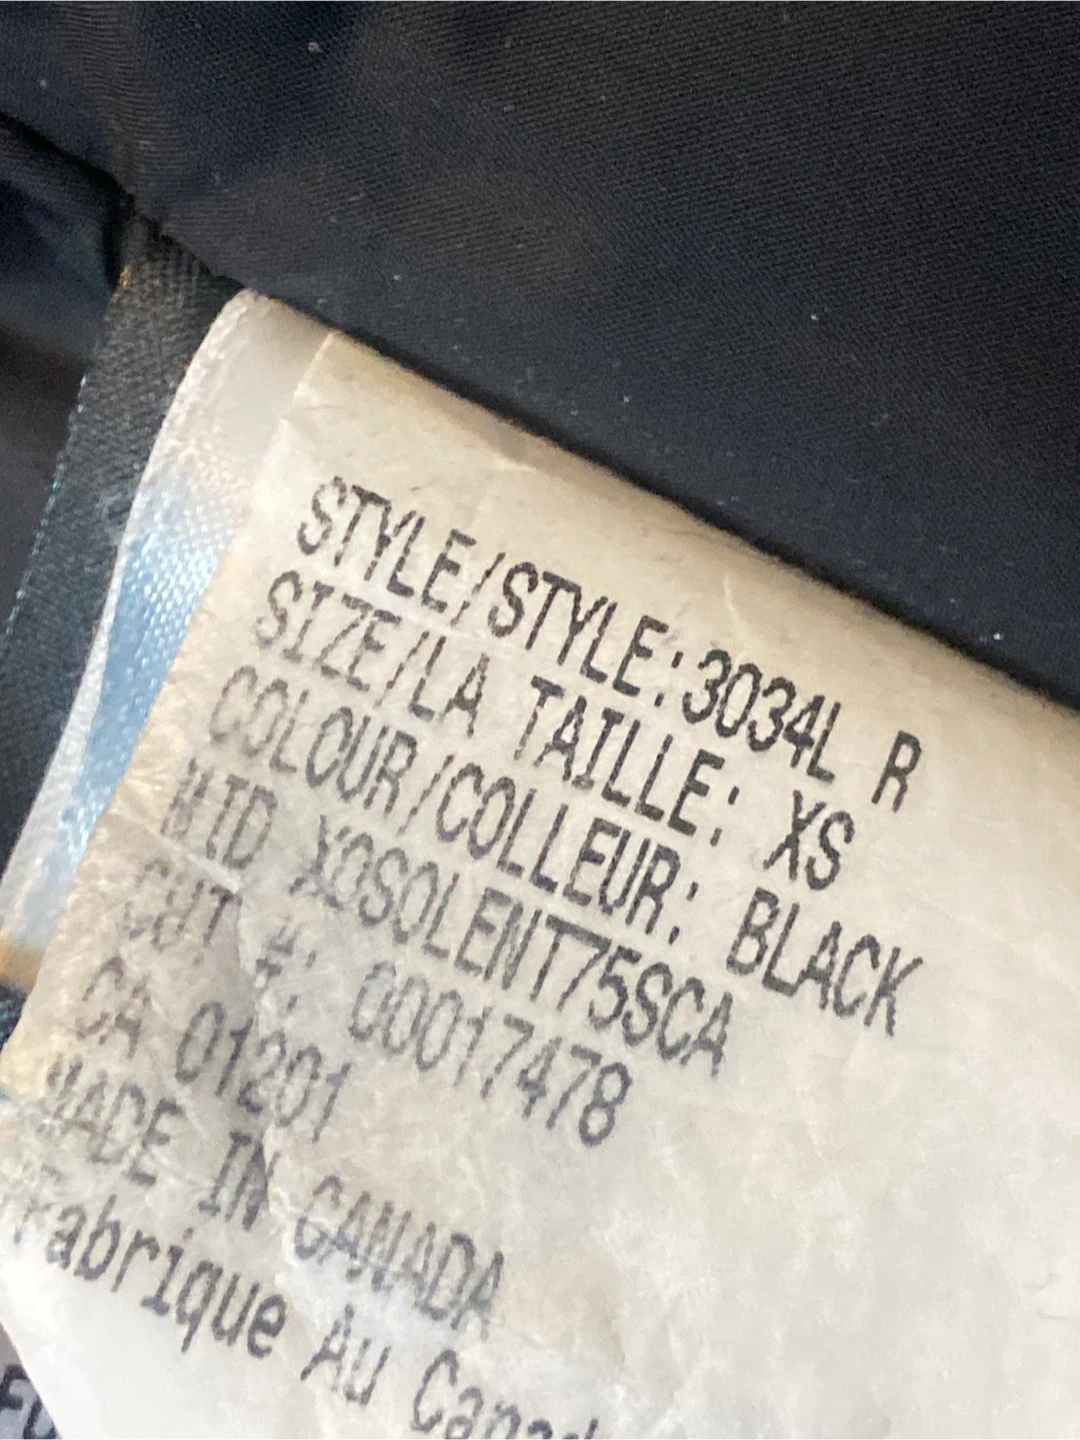 STYLE/STYLE:3034L R
SIZE/LA TAILLE: XS
COLOUR/COLLEUR: BLACK
MID XOSOLENT75SCA
CUT #: 00017478
CA 01201
MADE IN CANADA
Fabrique Au